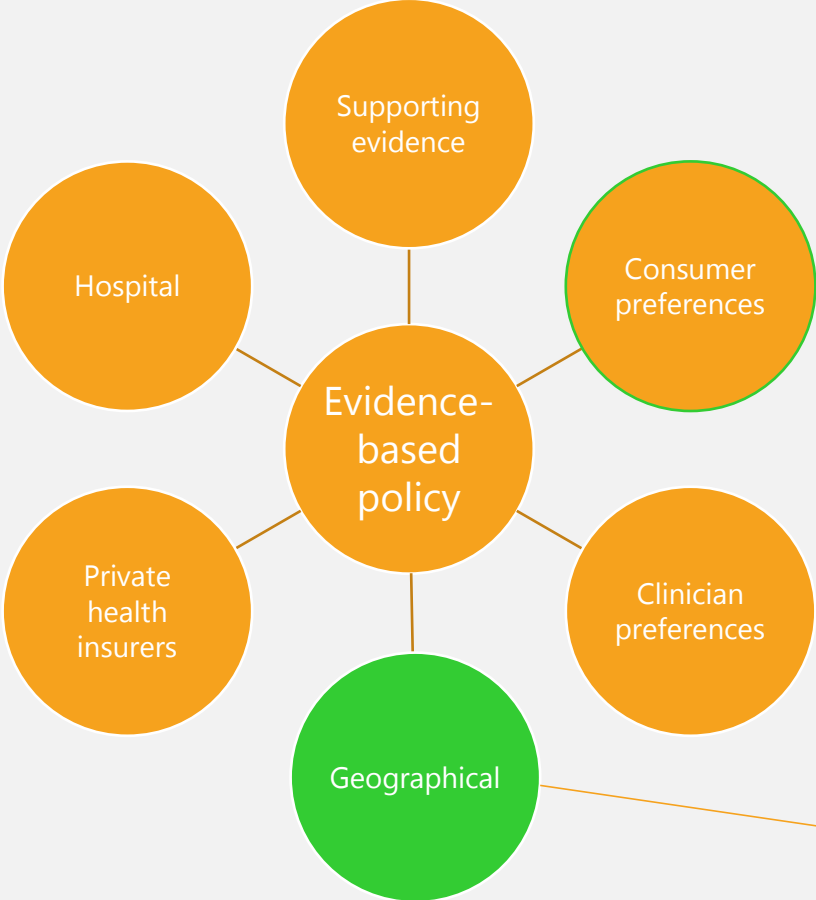 Supporting
evidence
Hospital
Consumer
preferences
Evidence-
based
policy
Private
health
insurers
Clinician
preferences
Geographical